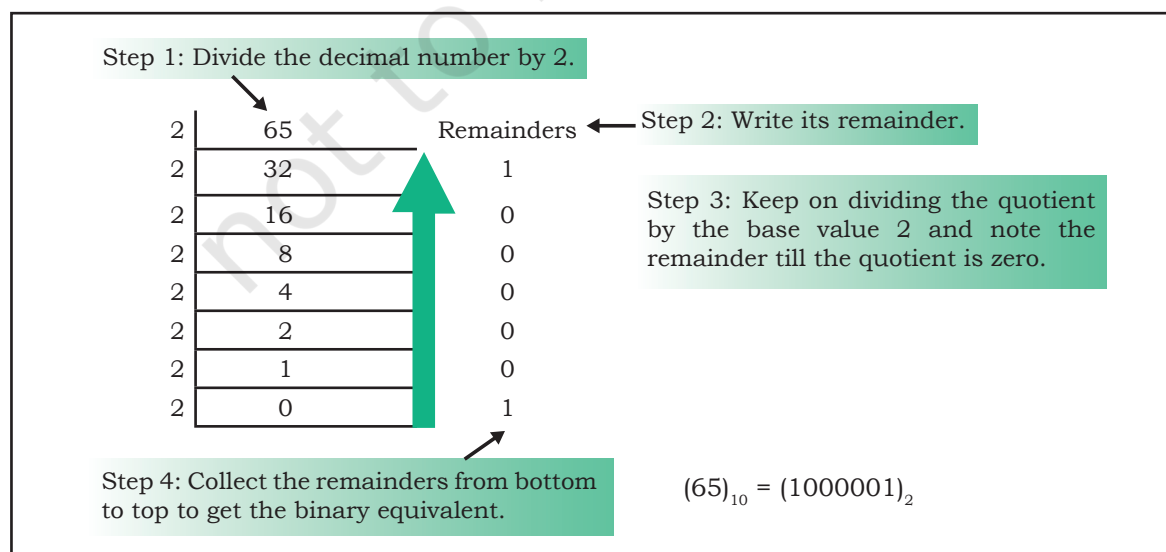 not to
Step 1: Divide the decimal number by 2.
2 65 Remainders
Step 2: Write its remainder.
2 32 1
2 16 0
2 8 0
2 4 0
2 2 0
2 1 0
2 0 1
Step 3: Keep on dividing the quotient
by the base value 2 and note the
remainder till the quotient is zero.
Step 4: Collect the remainders from bottom
to top to get the binary equivalent.
(65)₁₀ = (1000001)₂